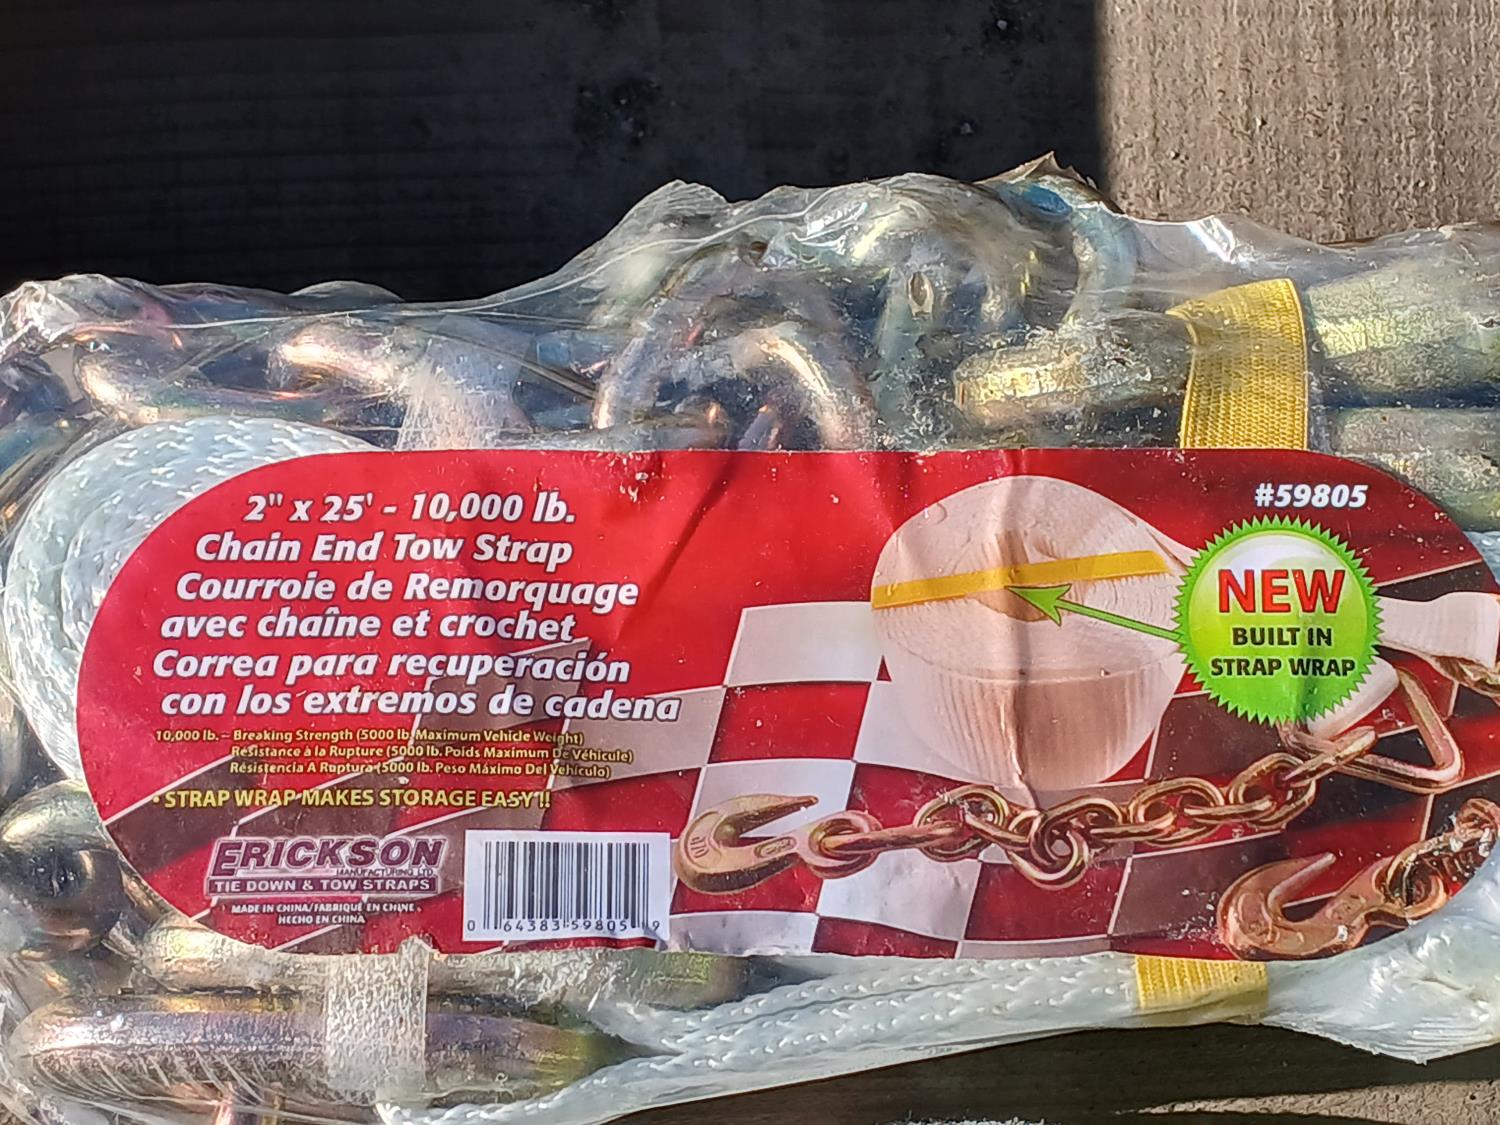 2" x 25' - 10,000 lb.
Chain End Tow Strap
Courroie de Remorquage
avec chaîne et crochet
Correa para recuperación
con los extremos de cadena
10,000 lb. – Breaking Strength (5000 lb. Maximum Vehicle Weight)
Résistance à la Rupture (5000 lb. Poids Maximum De Véhicule)
Résistencia A Ruptura (5000 lb. Peso Máximo Del Vehículo)
• STRAP WRAP MAKES STORAGE EASY !!
ERICKSON
MANUFACTURING LTD.
TIE DOWN & TOW STRAPS
MADE IN CHINA/FABRIQUÉ EN CHINE
HECHO EN CHINA
0 64383 59805 9
#59805
NEW
BUILT IN
STRAP WRAP